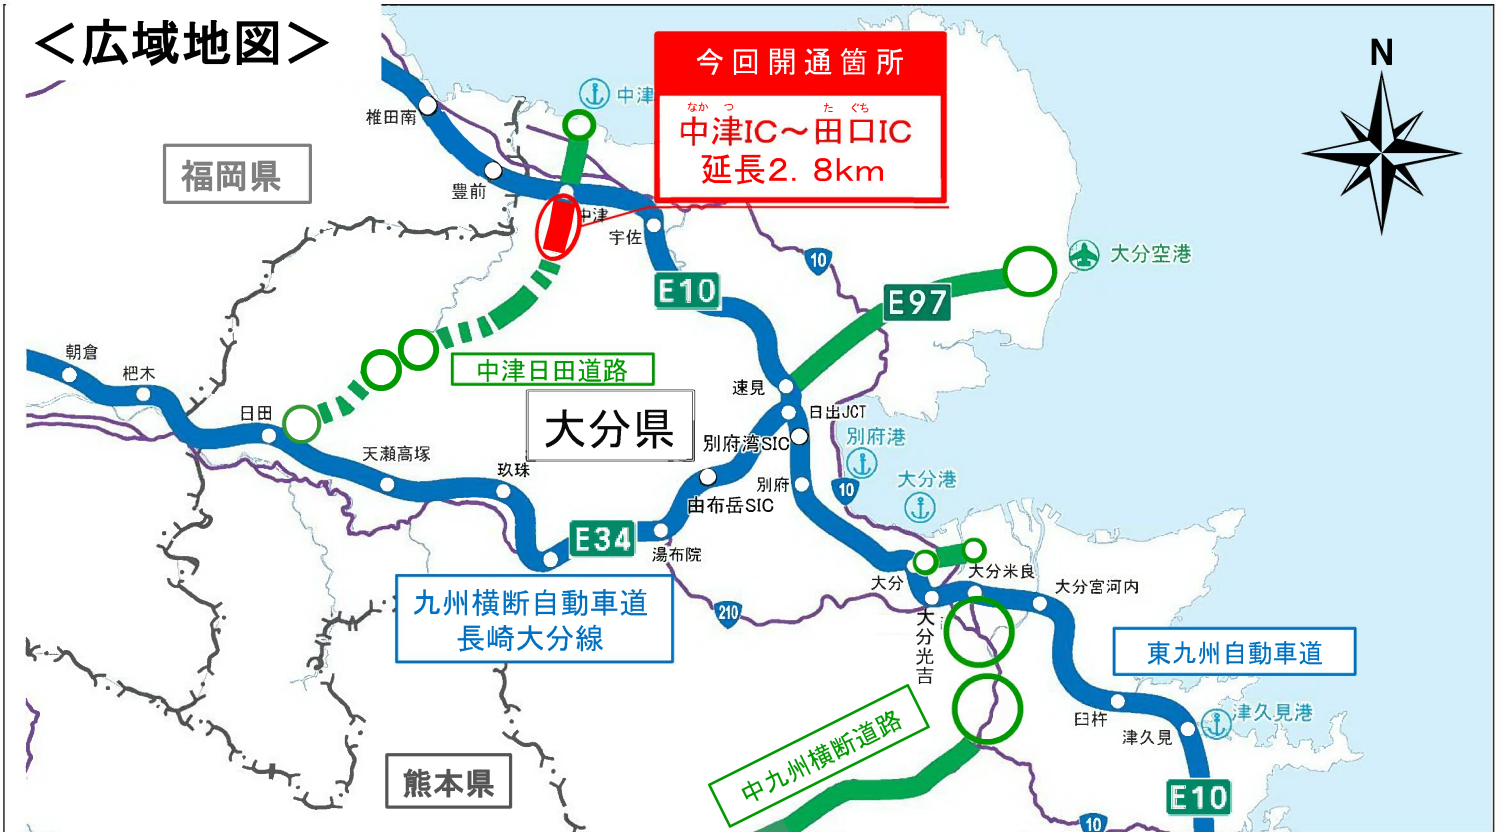 ＜広域地図＞
今回開通箇所
なか つ た ぐち
中津IC～田口IC
延長2．8km
N
中津
椎田南
福岡県
豊前
中津
宇佐
10
大分空港
E10
E97
朝倉
杷木
中津日田道路
速見
日田
大分県
日出JCT
別府湾SIC
別府港
天瀬高塚
玖珠
別府
10
大分港
由布岳SIC
E34
湯布院
大分
大分米良
大分宮河内
九州横断自動車道
長崎大分線
210
大分光吉
東九州自動車道
臼杵
津久見
津久見港
中九州横断道路
熊本県
E10
10